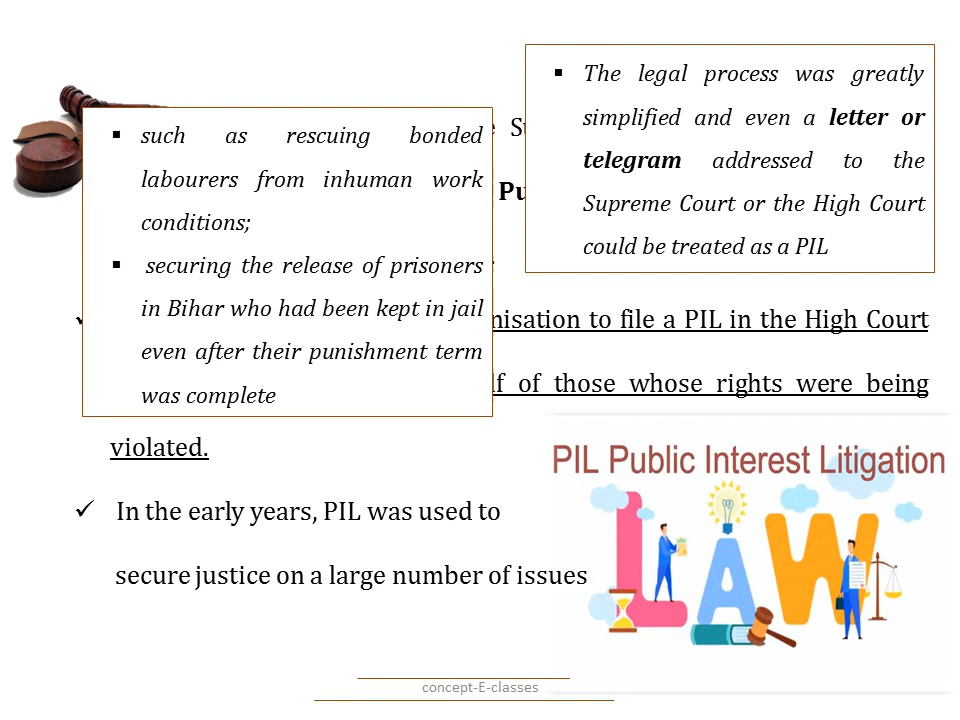 ▪ The legal process was greatly
simplified and even a letter or
telegram addressed to the
Supreme Court or the High Court
could be treated as a PIL
▪ such as rescuing bonded
labourers from inhuman work
conditions;
▪ securing the release of prisoners
in Bihar who had been kept in jail
even after their punishment term
was complete
to file a PIL in the High Court
of those whose rights were being
violated.
✓ In the early years, PIL was used to
secure justice on a large number of issues
PIL Public Interest Litigation
LAW
concept-E-classes